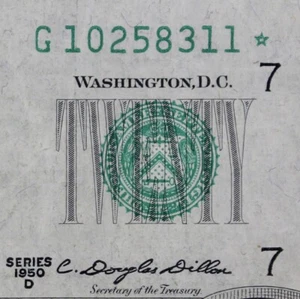 G 10258311 ★
WASHINGTON, D.C.
7
TWENTY
SERIES
1950
D
C. Douglas Dillon
7
Secretary of the Treasury.